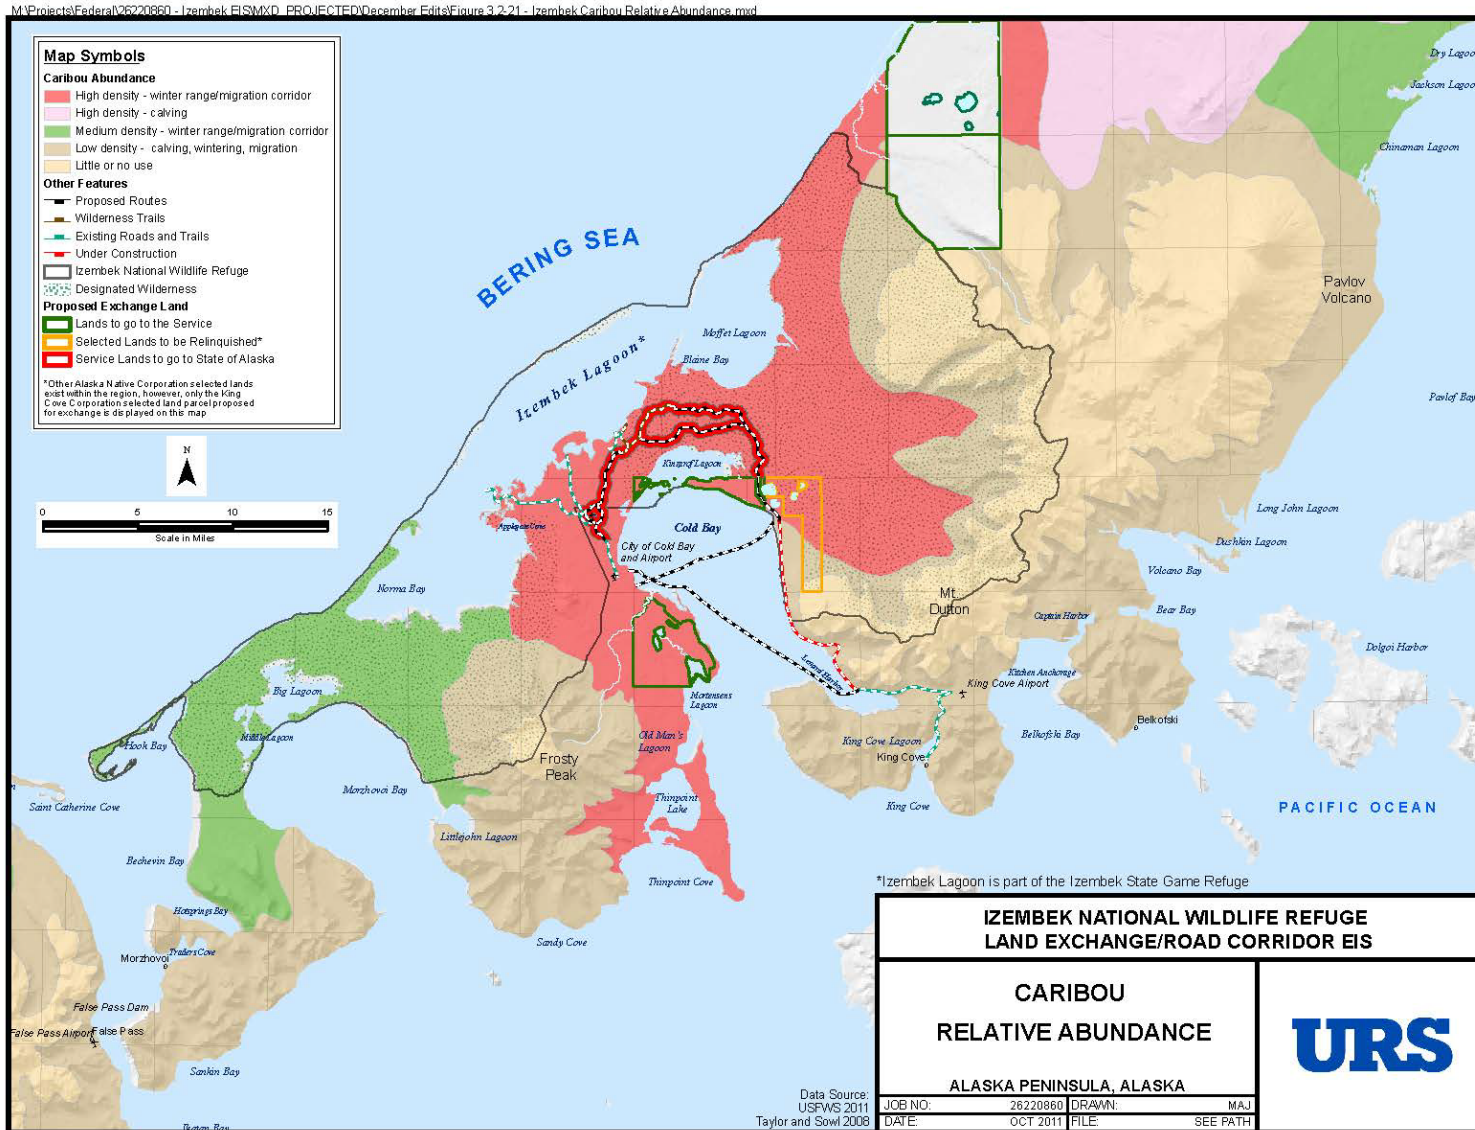 M:\Projects\Federal\26220860 - Izembek EIS\MXD_PROJECTED\December Edits\Figure 3.2-21 - Izembek Caribou Relative Abundance.mxd
Map Symbols
Caribou Abundance
High density - winter range/migration corridor
High density - calving
Medium density - winter range/migration corridor
Low density - calving, wintering, migration
Little or no use
Other Features
Proposed Routes
Wilderness Trails
Existing Roads and Trails
Under Construction
Izembek National Wildlife Refuge
Designated Wilderness
Proposed Exchange Land
Lands to go to the Service
Selected Lands to be Relinquished*
Service Lands to go to State of Alaska
*Other Alaska Native Corporation selected lands
exist within the region, however, only the King
Cove Corporation selected land parcel proposed
for exchange is displayed on this map
N
0 5 10 15
Scale in Miles
Dry Lagoo
Jackson Lagoo
Chinaman Lagoon
BERING SEA
Pavlov
Volcano
Moffet Lagoon
Izembek Lagoon*
Blaine Bay
Pavlof Bay
Kinzarof Lagoon
Applegate Cove
Cold Bay
City of Cold Bay
and Airport
Long John Lagoon
Dushkin Lagoon
Volcano Bay
Norma Bay
Mt.
Dutton
Bear Bay
Captain Harbor
Dolgoi Harbor
Lenard Harbor
Kitchen Anchorage
King Cove Airport
Big Lagoon
Mortensens
Lagoon
Belkofski
Hook Bay
Middle Lagoon
Old Man's
Lagoon
Belkofski Bay
King Cove Lagoon
King Cove
Frosty
Peak
Morzhovoi Bay
Saint Catherine Cove
Thinpoint
Lake
King Cove
PACIFIC OCEAN
Littlejohn Lagoon
Bechevin Bay
Thinpoint Cove
*Izembek Lagoon is part of the Izembek State Game Refuge
Hotsprings Bay
Sandy Cove
Traders Cove
Morzhovoi
False Pass Dam
False Pass Airport
False Pass
Sankin Bay
Ikatan Bay
Data Source:
USFWS 2011
Taylor and Sowl 2008
IZEMBEK NATIONAL WILDLIFE REFUGE
LAND EXCHANGE/ROAD CORRIDOR EIS
CARIBOU
RELATIVE ABUNDANCE
ALASKA PENINSULA, ALASKA
JOB NO: 26220860 DRAWN: MAJ
DATE: OCT 2011 FILE: SEE PATH
URS